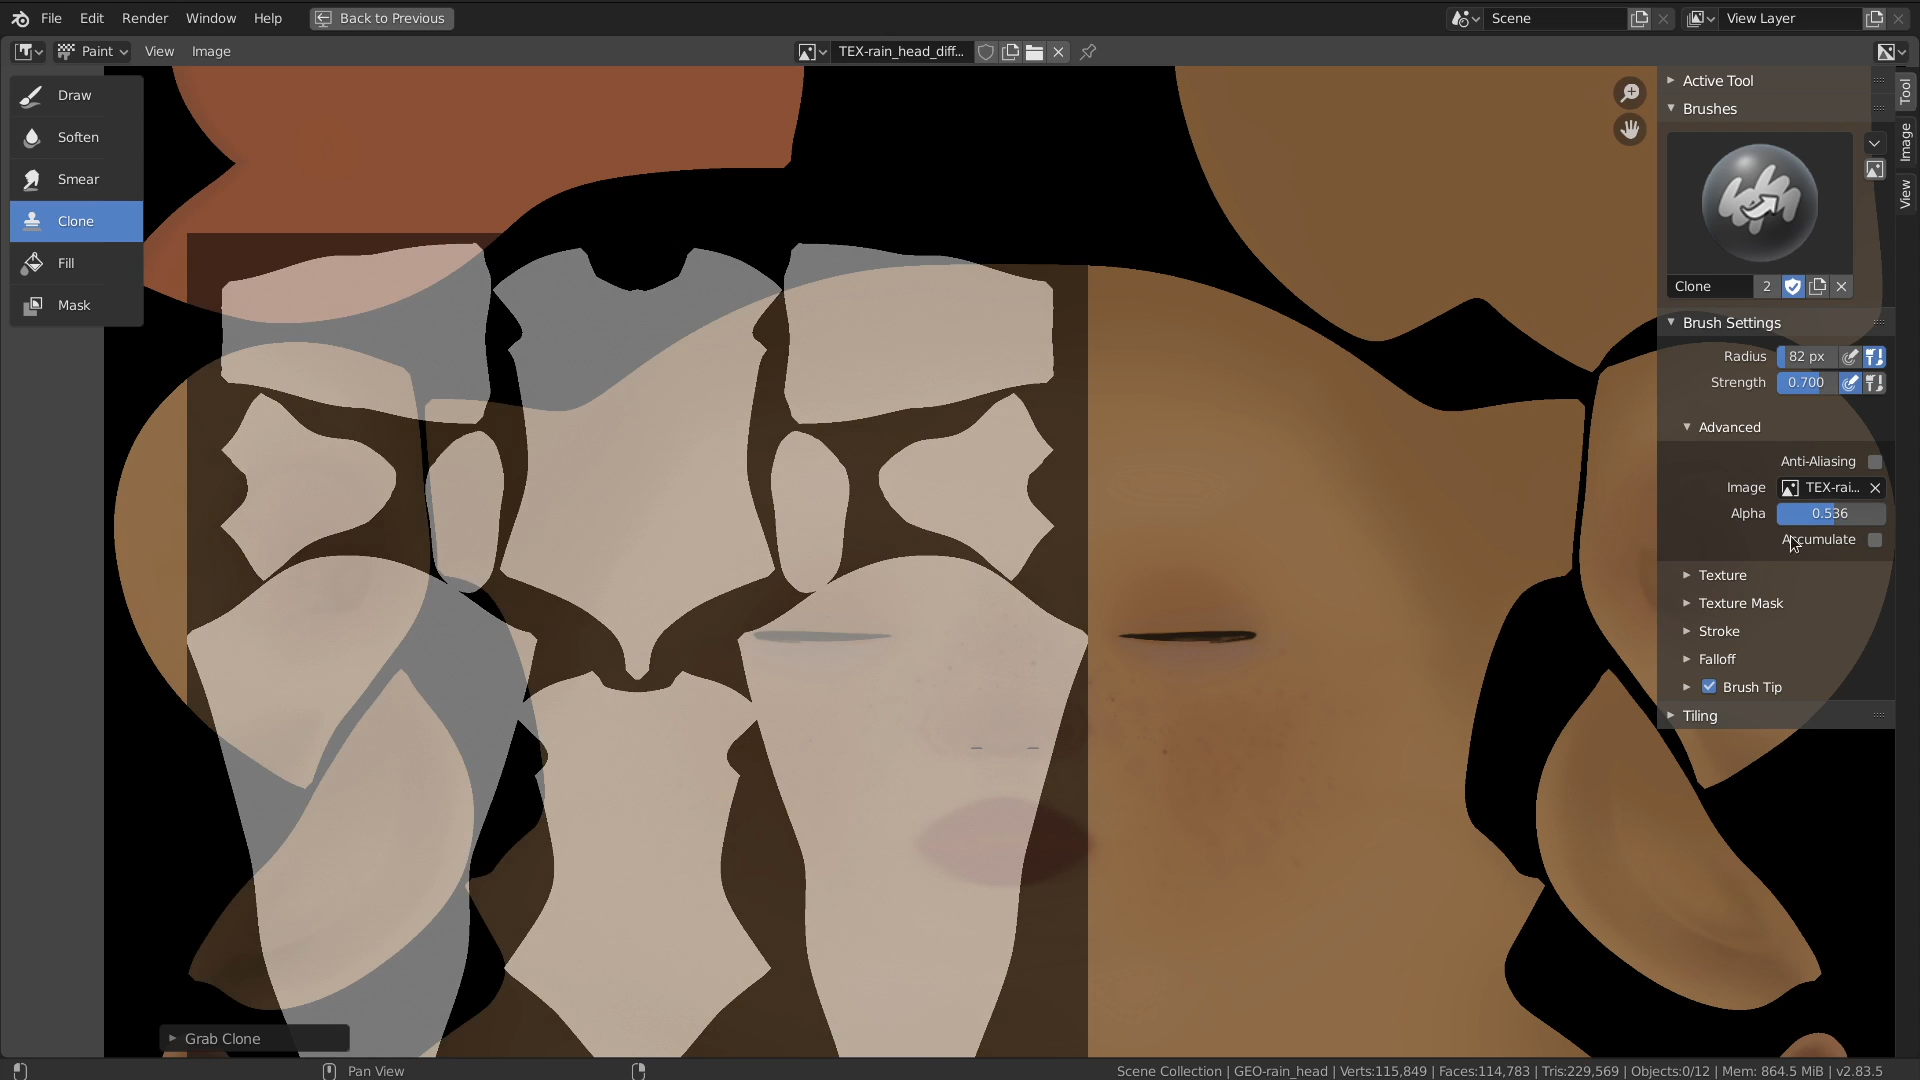 File Edit Render Window Help Back to Previous Scene View Layer
Paint View Image TEX-rain_head_diff...
Draw
Soften
Smear
Clone
Fill
Mask
Grab Clone
Active Tool
Brushes
Clone 2
Brush Settings
Radius 82 px
Strength 0.700
Advanced
Anti-Aliasing
Image TEX-rai...
Alpha 0.536
Accumulate
Texture
Texture Mask
Stroke
Falloff
Brush Tip
Tiling
Tool
Image
View
Pan View Scene Collection | GEO-rain_head | Verts:115,849 | Faces:114,783 | Tris:229,569 | Objects:0/12 | Mem: 864.5 MiB | v2.83.5